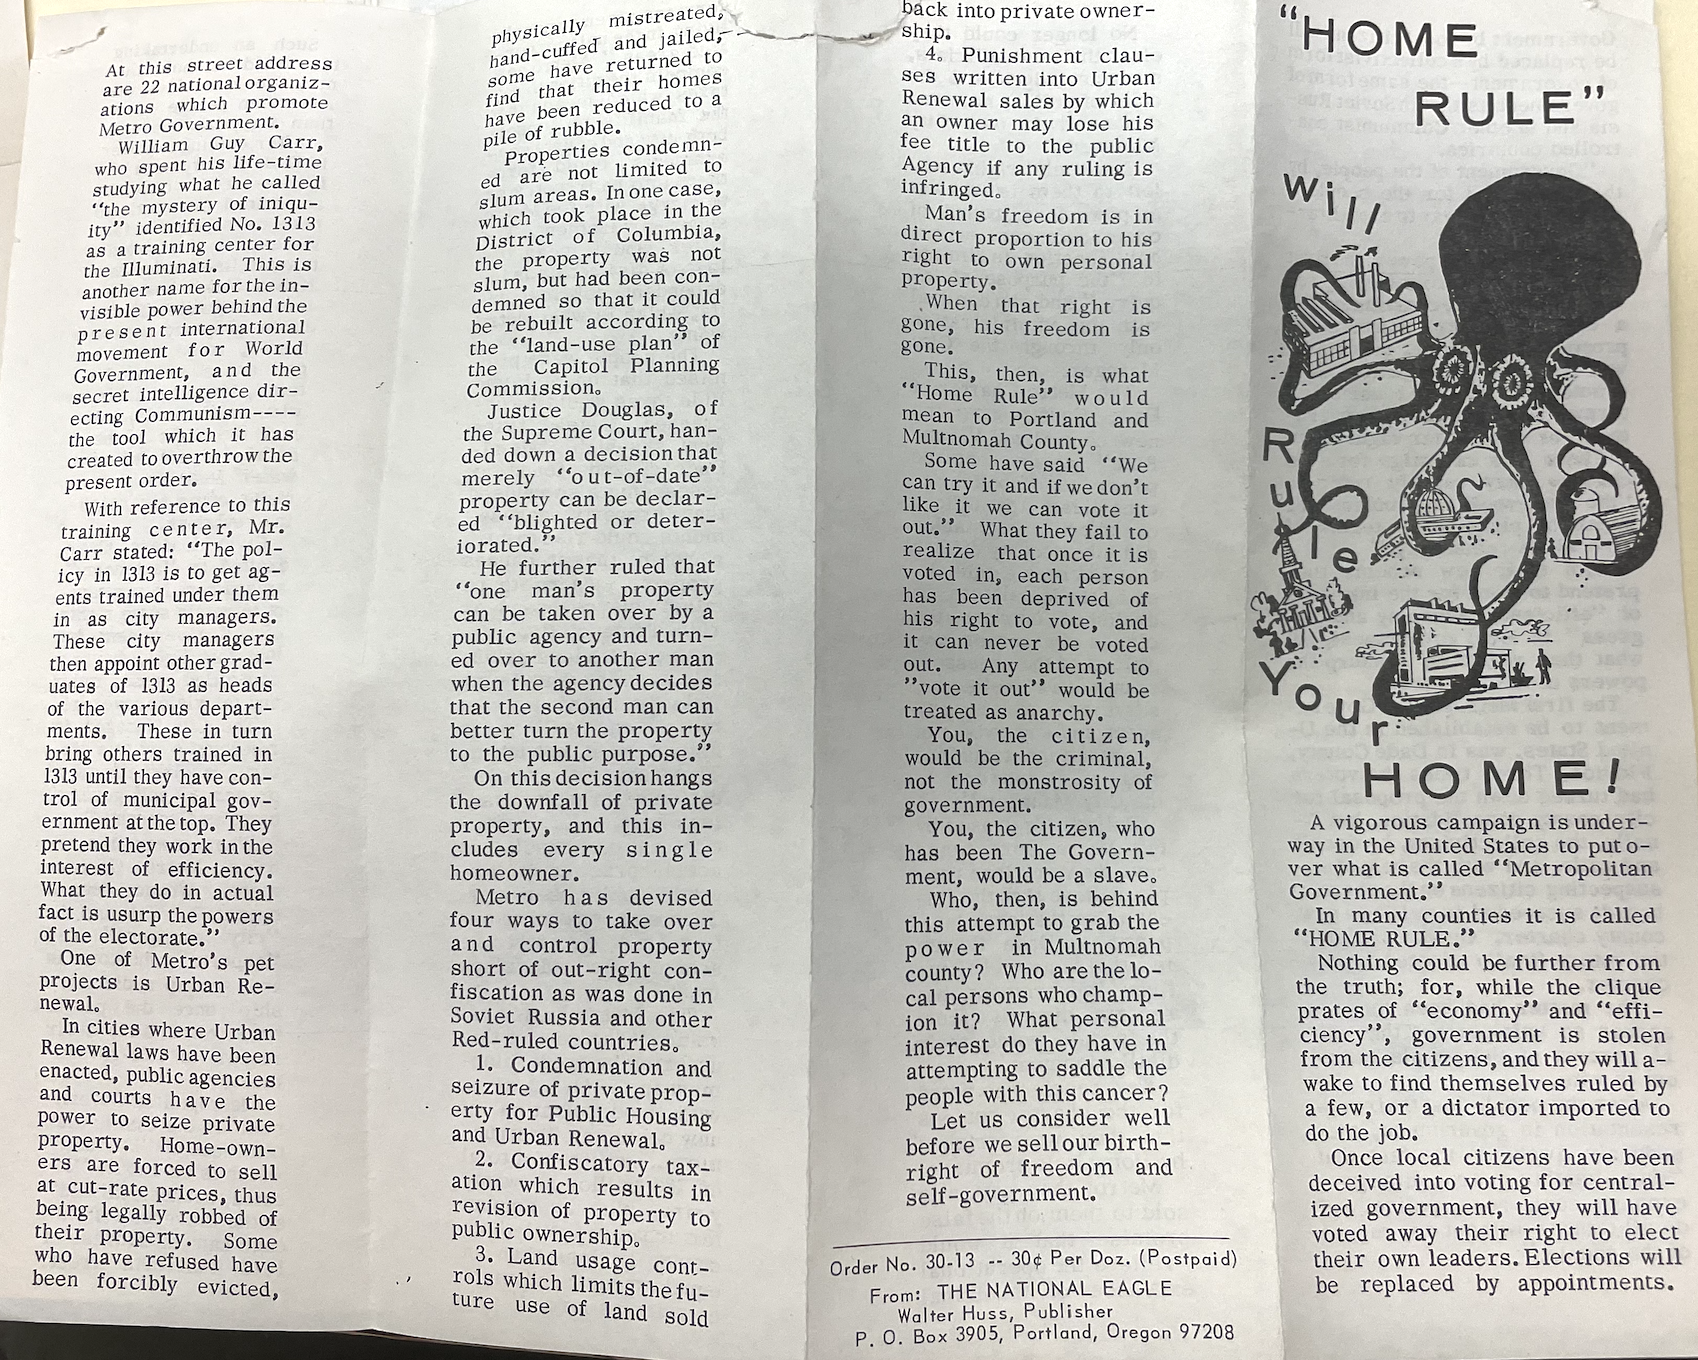 At this street address
are 22 national organiz-
ations which promote
Metro Government.
William Guy Carr,
who spent his life-time
studying what he called
“the mystery of iniqu-
ity” identified No. 1313
as a training center for
the Illuminati. This is
another name for the in-
visible power behind the
present international
movement for World
Government, and the
secret intelligence dir-
ecting Communism----
the tool which it has
created to overthrow the
present order.
With reference to this
training center, Mr.
Carr stated: “The pol-
icy in 1313 is to get ag-
ents trained under them
in as city managers.
These city managers
then appoint other grad-
uates of 1313 as heads
of the various depart-
ments. These in turn
bring others trained in
1313 until they have con-
trol of municipal gov-
ernment at the top. They
pretend they work in the
interest of efficiency.
What they do in actual
fact is usurp the powers
of the electorate.”
One of Metro’s pet
projects is Urban Re-
newal.
In cities where Urban
Renewal laws have been
enacted, public agencies
and courts have the
power to seize private
property. Home-own-
ers are forced to sell
at cut-rate prices, thus
being legally robbed of
their property. Some
who have refused have
been forcibly evicted,
physically mistreated,
hand-cuffed and jailed;
some have returned to
find that their homes
have been reduced to a
pile of rubble.
Properties condemn-
ed are not limited to
slum areas. In one case,
which took place in the
District of Columbia,
the property was not
slum, but had been con-
demned so that it could
be rebuilt according to
the “land-use plan” of
the Capitol Planning
Commission.
Justice Douglas, of
the Supreme Court, han-
ded down a decision that
merely “out-of-date”
property can be declar-
ed “blighted or deter-
iorated.”
He further ruled that
“one man’s property
can be taken over by a
public agency and turn-
ed over to another man
when the agency decides
that the second man can
better turn the property
to the public purpose.”
On this decision hangs
the downfall of private
property, and this in-
cludes every single
homeowner.
Metro has devised
four ways to take over
and control property
short of out-right con-
fiscation as was done in
Soviet Russia and other
Red-ruled countries.
1. Condemnation and
seizure of private prop-
erty for Public Housing
and Urban Renewal.
2. Confiscatory tax-
ation which results in
revision of property to
public ownership.
3. Land usage cont-
rols which limits the fu-
ture use of land sold
back into private owner-
ship.
4. Punishment clau-
ses written into Urban
Renewal sales by which
an owner may lose his
fee title to the public
Agency if any ruling is
infringed.
Man’s freedom is in
direct proportion to his
right to own personal
property.
When that right is
gone, his freedom is
gone.
This, then, is what
“Home Rule” would
mean to Portland and
Multnomah County.
Some have said “We
can try it and if we don’t
like it we can vote it
out.” What they fail to
realize that once it is
voted in, each person
has been deprived of
his right to vote, and
it can never be voted
out. Any attempt to
”vote it out” would be
treated as anarchy.
You, the citizen,
would be the criminal,
not the monstrosity of
government.
You, the citizen, who
has been The Govern-
ment, would be a slave.
Who, then, is behind
this attempt to grab the
power in Multnomah
county? Who are the lo-
cal persons who champ-
ion it? What personal
interest do they have in
attempting to saddle the
people with this cancer?
Let us consider well
before we sell our birth-
right of freedom and
self-government.
Order No. 30-13 -- 30¢ Per Doz. (Postpaid)
From: THE NATIONAL EAGLE
Walter Huss, Publisher
P. O. Box 3905, Portland, Oregon 97208
“HOME
RULE”
Will
Rule
Your
HOME!
A vigorous campaign is under-
way in the United States to put o-
ver what is called “Metropolitan
Government.”
In many counties it is called
“HOME RULE.”
Nothing could be further from
the truth; for, while the clique
prates of “economy” and “effi-
ciency”, government is stolen
from the citizens, and they will a-
wake to find themselves ruled by
a few, or a dictator imported to
do the job.
Once local citizens have been
deceived into voting for central-
ized government, they will have
voted away their right to elect
their own leaders. Elections will
be replaced by appointments.